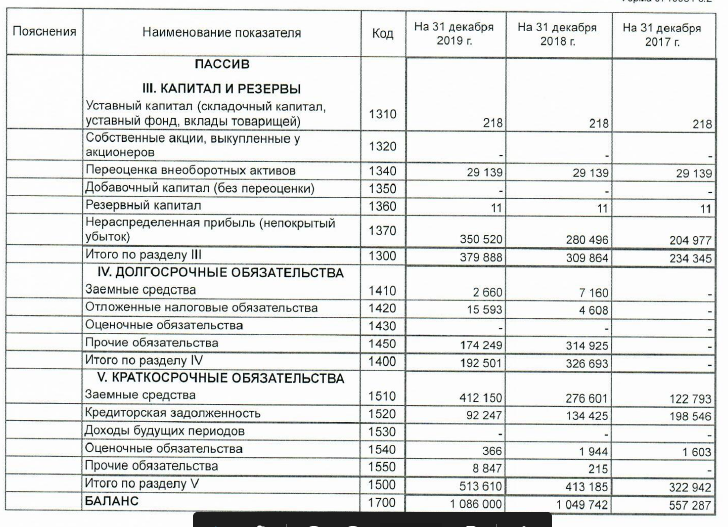 Пояснения Наименование показателя Код На 31 декабря 2019 г. На 31 декабря 2018 г. На 31 декабря 2017 г.
ПАССИВ
III. КАПИТАЛ И РЕЗЕРВЫ
Уставный капитал (складочный капитал,
уставный фонд, вклады товарищей) 1310 218 218 218
Собственные акции, выкупленные у
акционеров 1320 - - -
Переоценка внеоборотных активов 1340 29 139 29 139 29 139
Добавочный капитал (без переоценки) 1350 - - -
Резервный капитал 1360 11 11 11
Нераспределенная прибыль (непокрытый
убыток) 1370 350 520 280 496 204 977
Итого по разделу III 1300 379 888 309 864 234 345
IV. ДОЛГОСРОЧНЫЕ ОБЯЗАТЕЛЬСТВА
Заемные средства 1410 2 660 7 160 -
Отложенные налоговые обязательства 1420 15 593 4 608 -
Оценочные обязательства 1430 - - -
Прочие обязательства 1450 174 249 314 925 -
Итого по разделу IV 1400 192 501 326 693 -
V. КРАТКОСРОЧНЫЕ ОБЯЗАТЕЛЬСТВА
Заемные средства 1510 412 150 276 601 122 793
Кредиторская задолженность 1520 92 247 134 425 198 546
Доходы будущих периодов 1530 - - -
Оценочные обязательства 1540 366 1 944 1 603
Прочие обязательства 1550 8 847 215 -
Итого по разделу V 1500 513 610 413 185 322 942
БАЛАНС 1700 1 086 000 1 049 742 557 287